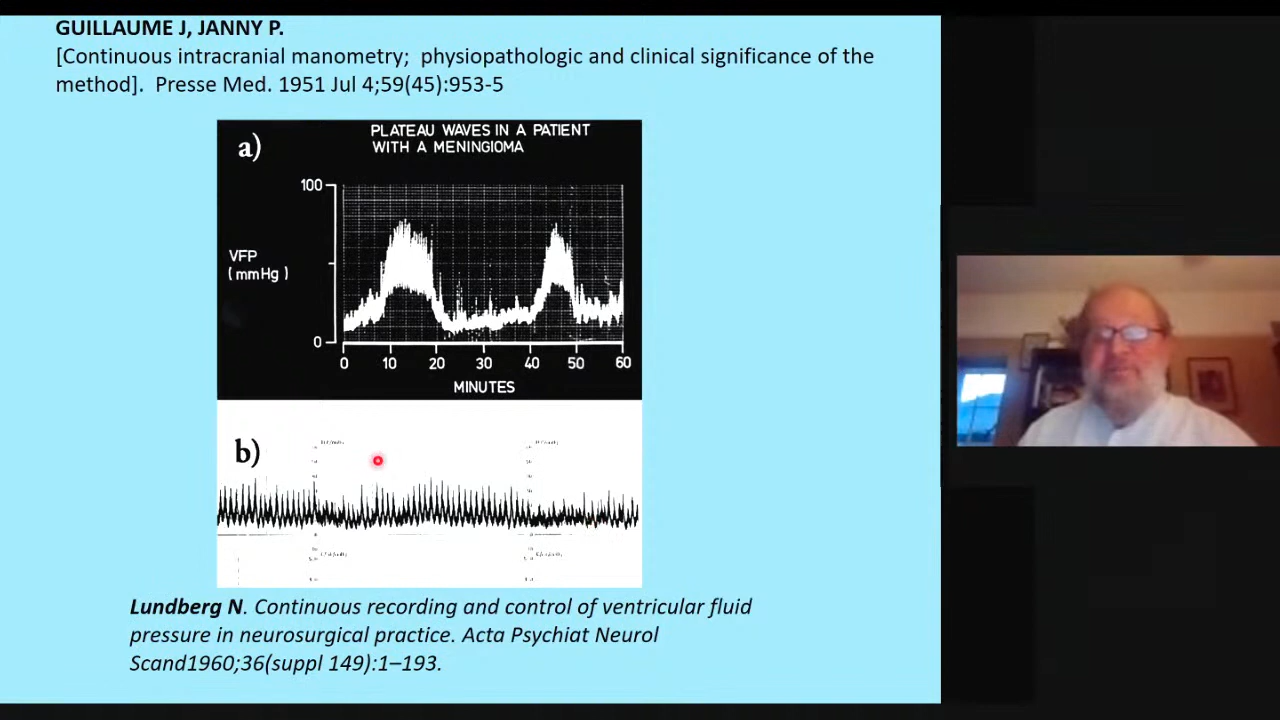 GUILLAUME J, JANNY P.
[Continuous intracranial manometry;  physiopathologic and clinical significance of the
method].  Presse Med. 1951 Jul 4;59(45):953-5
a)
PLATEAU WAVES IN A PATIENT
WITH A MENINGIOMA
100
VFP
(mmHg)
0
0 10 20 30 40 50 60
MINUTES
b)
Lundberg N. Continuous recording and control of ventricular fluid
pressure in neurosurgical practice. Acta Psychiat Neurol
Scand1960;36(suppl 149):1–193.